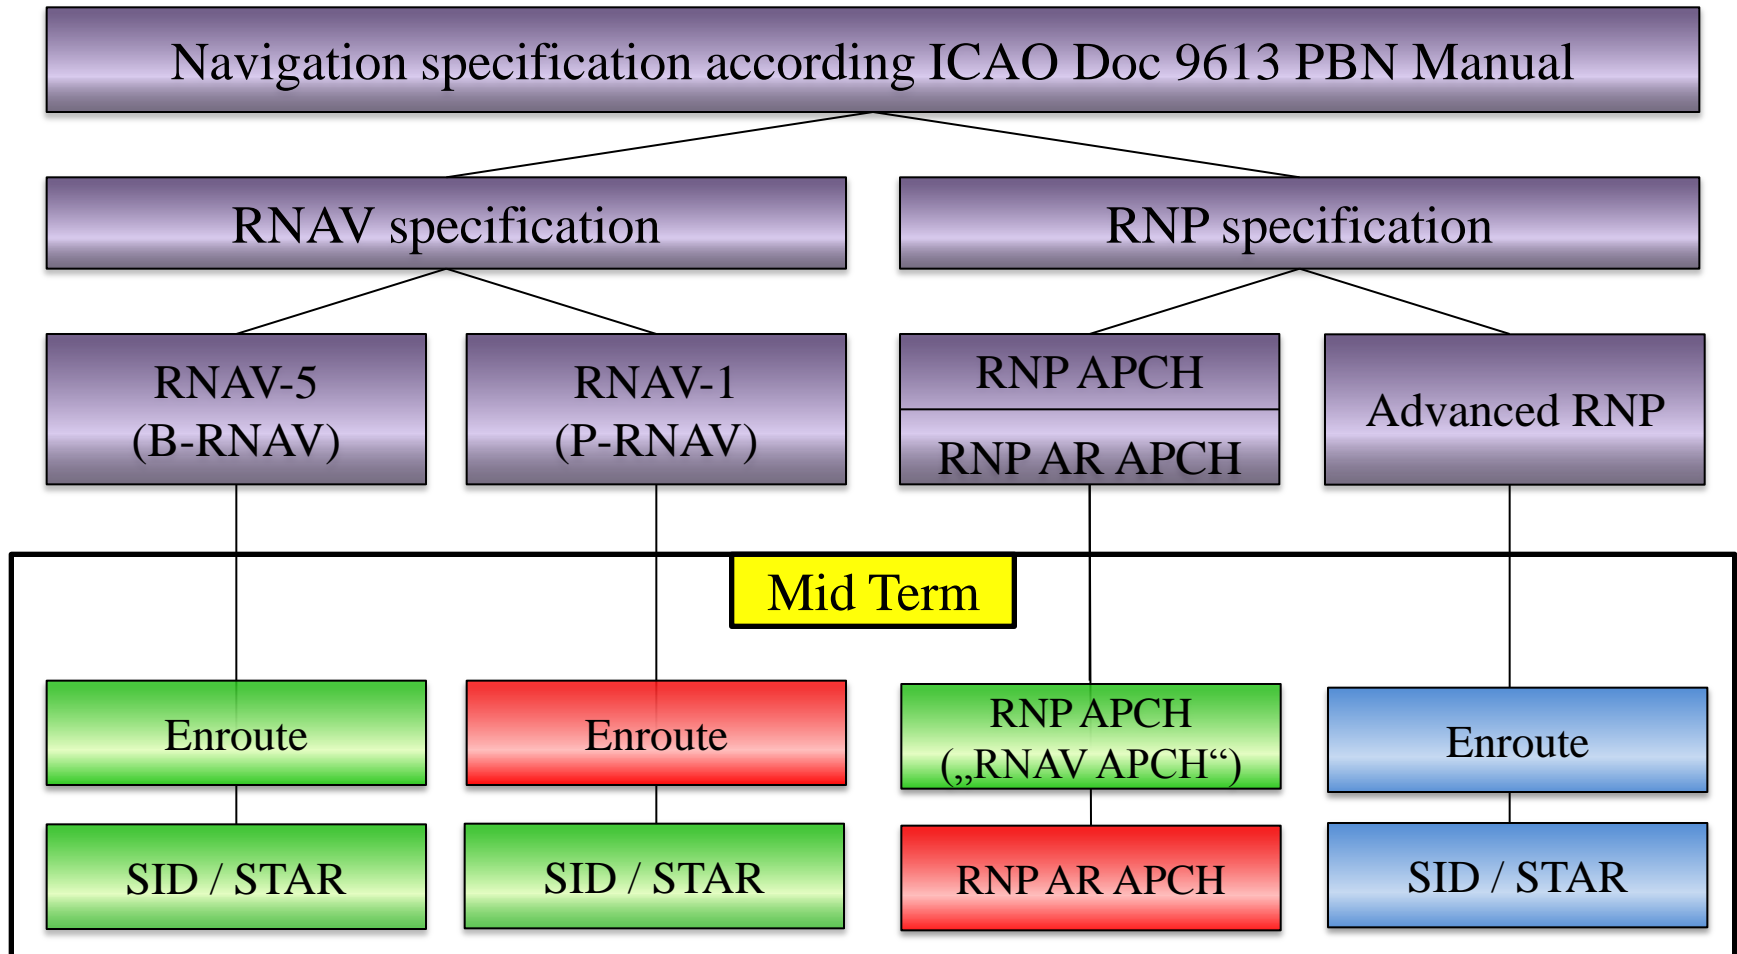 Navigation specification according ICAO Doc 9613 PBN Manual
RNAV specification
RNP specification
RNAV-5
(B-RNAV)
RNAV-1
(P-RNAV)
RNP APCH
RNP AR APCH
Advanced RNP
Mid Term
Enroute
Enroute
RNP APCH
(„RNAV APCH“)
Enroute
SID / STAR
SID / STAR
RNP AR APCH
SID / STAR